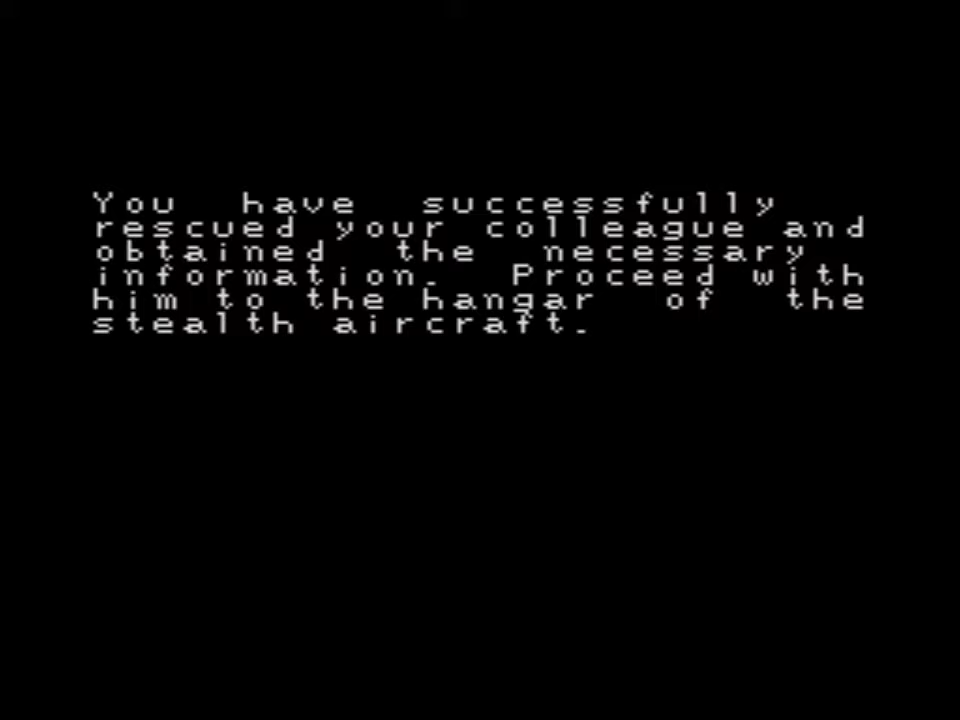 You have successfully
rescued your colleague and
obtained the necessary
information. Proceed with
him to the hangar of the
stealth aircraft.